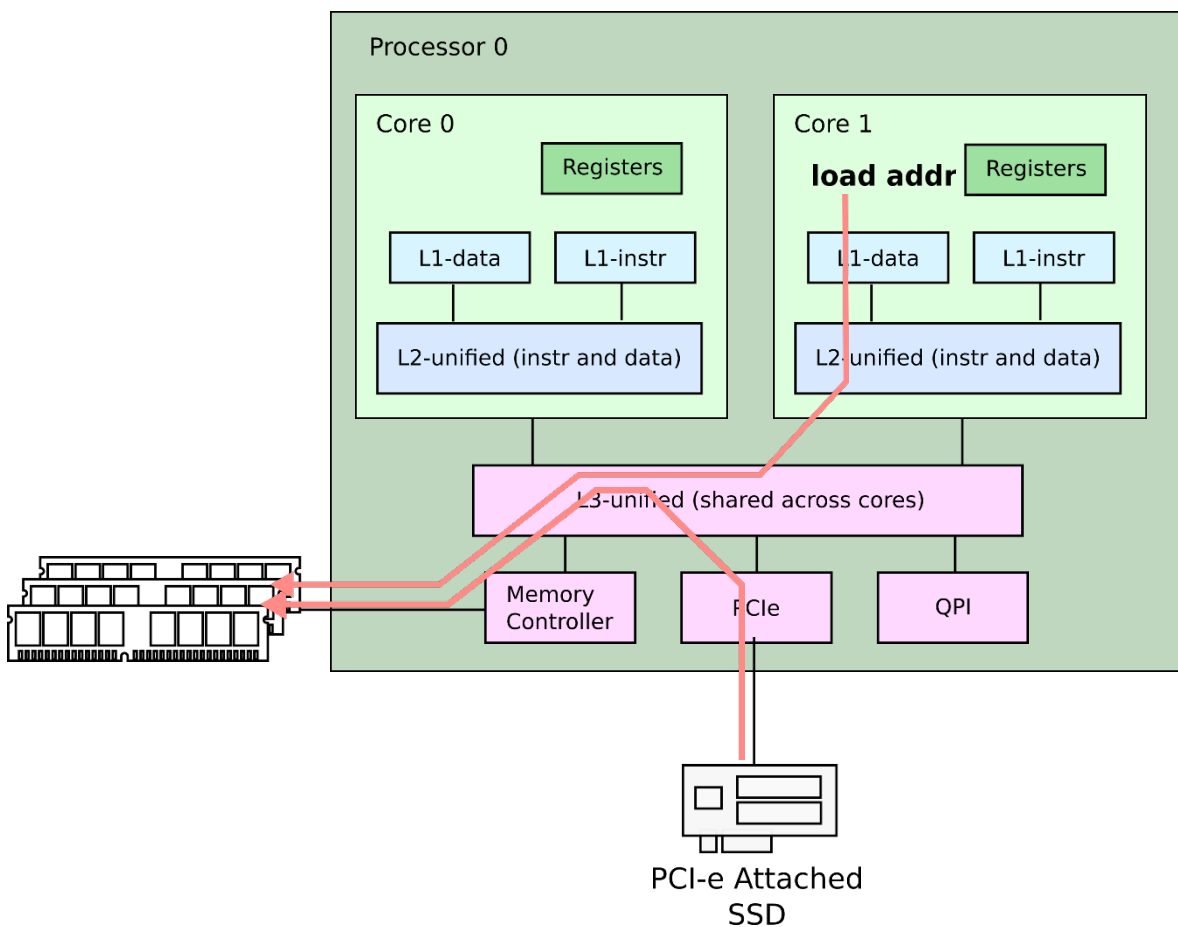 Processor 0
Core 0
Registers
L1-data
L1-instr
L2-unified (instr and data)
Core 1
load addr
Registers
L1-data
L1-instr
L2-unified (instr and data)
L3-unified (shared across cores)
Memory
Controller
PCIe
QPI
PCI-e Attached
SSD